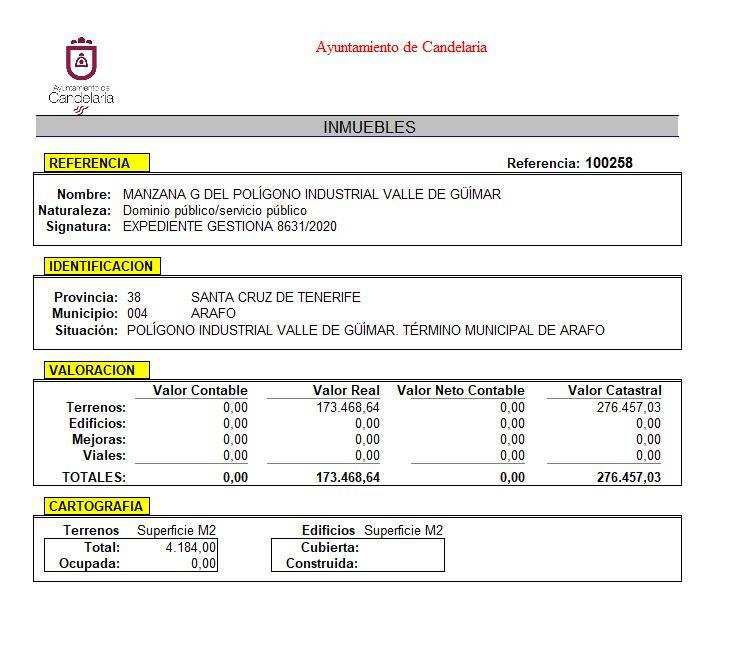 Ayuntamiento de Candelaria
Ayuntamiento de
Candelaria
INMUEBLES
REFERENCIA Referencia: 100258
Nombre: MANZANA G DEL POLÍGONO INDUSTRIAL VALLE DE GÜÍMAR
Naturaleza: Dominio público/servicio público
Signatura: EXPEDIENTE GESTIONA 8631/2020
IDENTIFICACION
Provincia: 38 SANTA CRUZ DE TENERIFE
Municipio: 004 ARAFO
Situación: POLÍGONO INDUSTRIAL VALLE DE GÜÍMAR. TÉRMINO MUNICIPAL DE ARAFO
VALORACION
Valor Contable Valor Real Valor Neto Contable Valor Catastral
Terrenos: 0,00 173.468,64 0,00 276.457,03
Edificios: 0,00 0,00 0,00 0,00
Mejoras: 0,00 0,00 0,00 0,00
Viales: 0,00 0,00 0,00 0,00
TOTALES: 0,00 173.468,64 0,00 276.457,03
CARTOGRAFIA
Terrenos Superficie M2 Edificios Superficie M2
Total: 4.184,00 Cubierta:
Ocupada: 0,00 Construida: